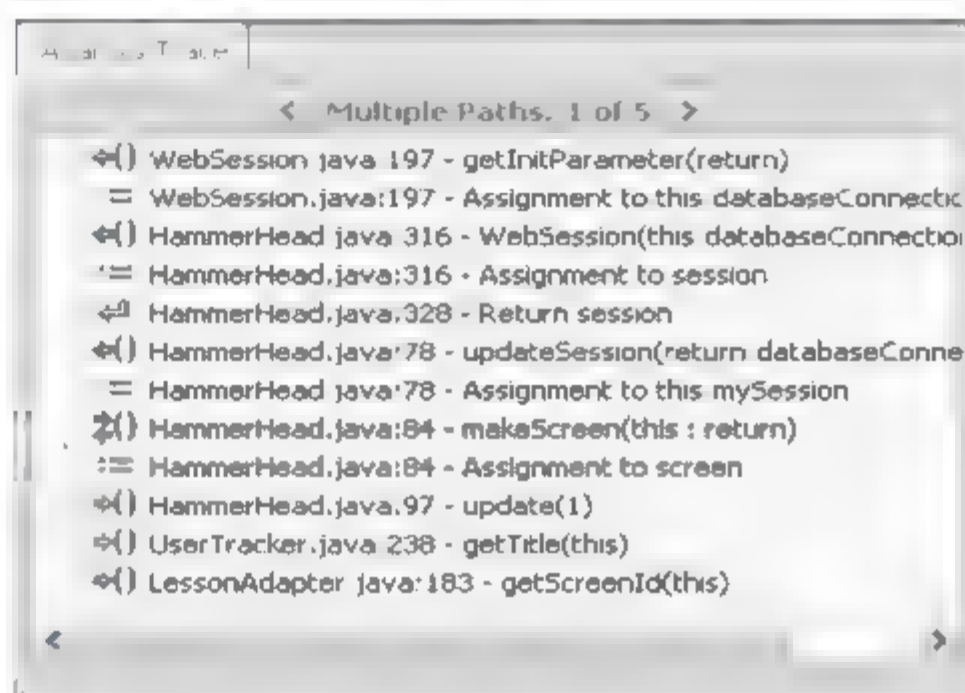 < Multiple Paths. 1 of 5 >
WebSession java 197 - getInitParameter(return)
WebSession.java:197 - Assignment to this databaseConnectic
HammerHead java 316 - WebSession(this databaseConnectio
HammerHead.java:316 - Assignment to session
HammerHead.java.328 - Return session
HammerHead.java:78 - updateSession(return databaseConne
HammerHead.java:78 - Assignment to this mySession
HammerHead.java:84 - makeScreen(this : return)
HammerHead.java:84 - Assignment to screen
HammerHead.java.97 - update(1)
UserTracker.java 238 - getTitle(this)
LessonAdapter java:183 - getScreenId(this)